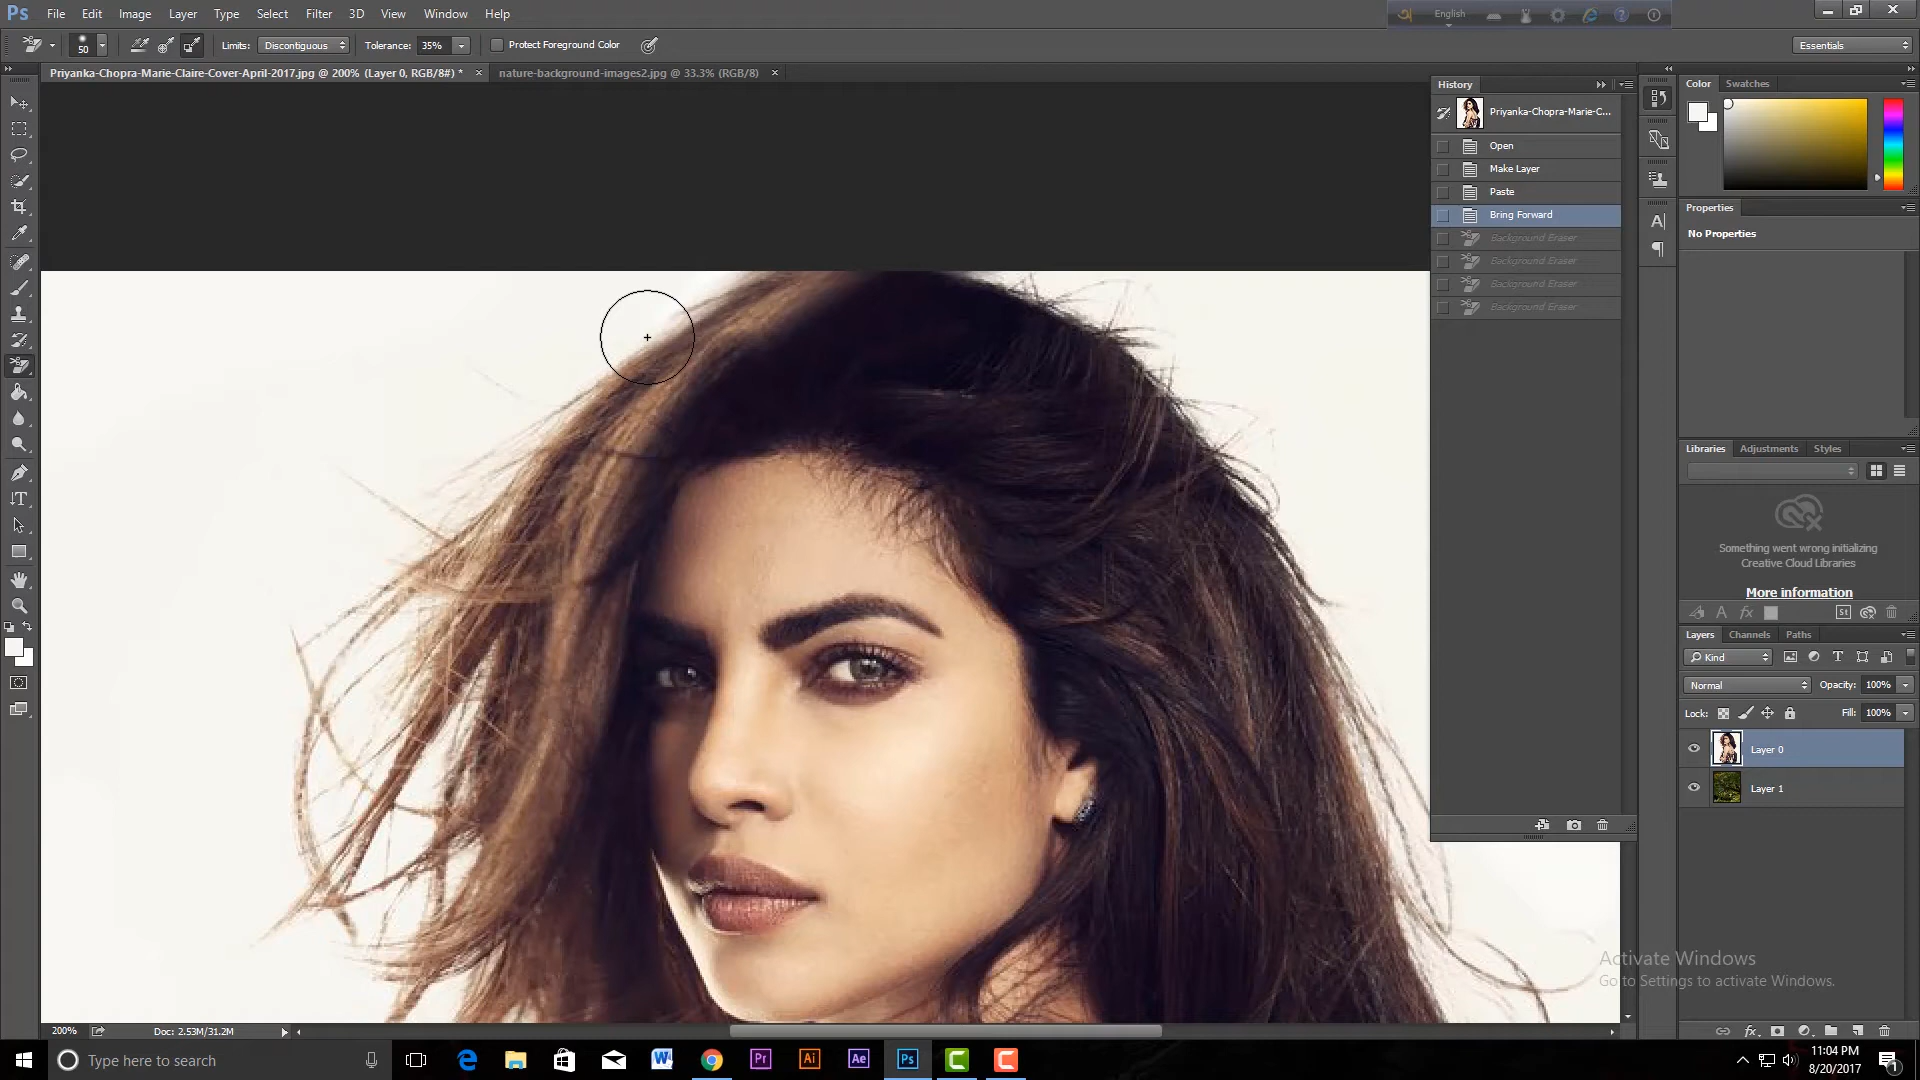 Ps File Edit Image Layer Type Select Filter 3D View Window Help
English
50 Limits: Discontiguous Tolerance: 35% Protect Foreground Color Essentials
Priyanka-Chopra-Marie-Claire-Cover-April-2017.jpg @ 200% (Layer 0, RGB/8#) * × nature-background-images2.jpg @ 33.3% (RGB/8) ×
History
Priyanka-Chopra-Marie-C...
Open
Make Layer
Paste
Bring Forward
Background Eraser
Background Eraser
Background Eraser
Background Eraser
Color Swatches
Properties
No Properties
Libraries Adjustments Styles
Something went wrong initializing
Creative Cloud Libraries
More information
St
Layers Channels Paths
Kind
Normal Opacity: 100%
Lock: Fill: 100%
Layer 0
Layer 1
Activate Windows
Go to Settings to activate Windows.
200% Doc: 2.53M/31.2M
Type here to search
Pr Ai Ae Ps
11:04 PM
8/20/2017
1